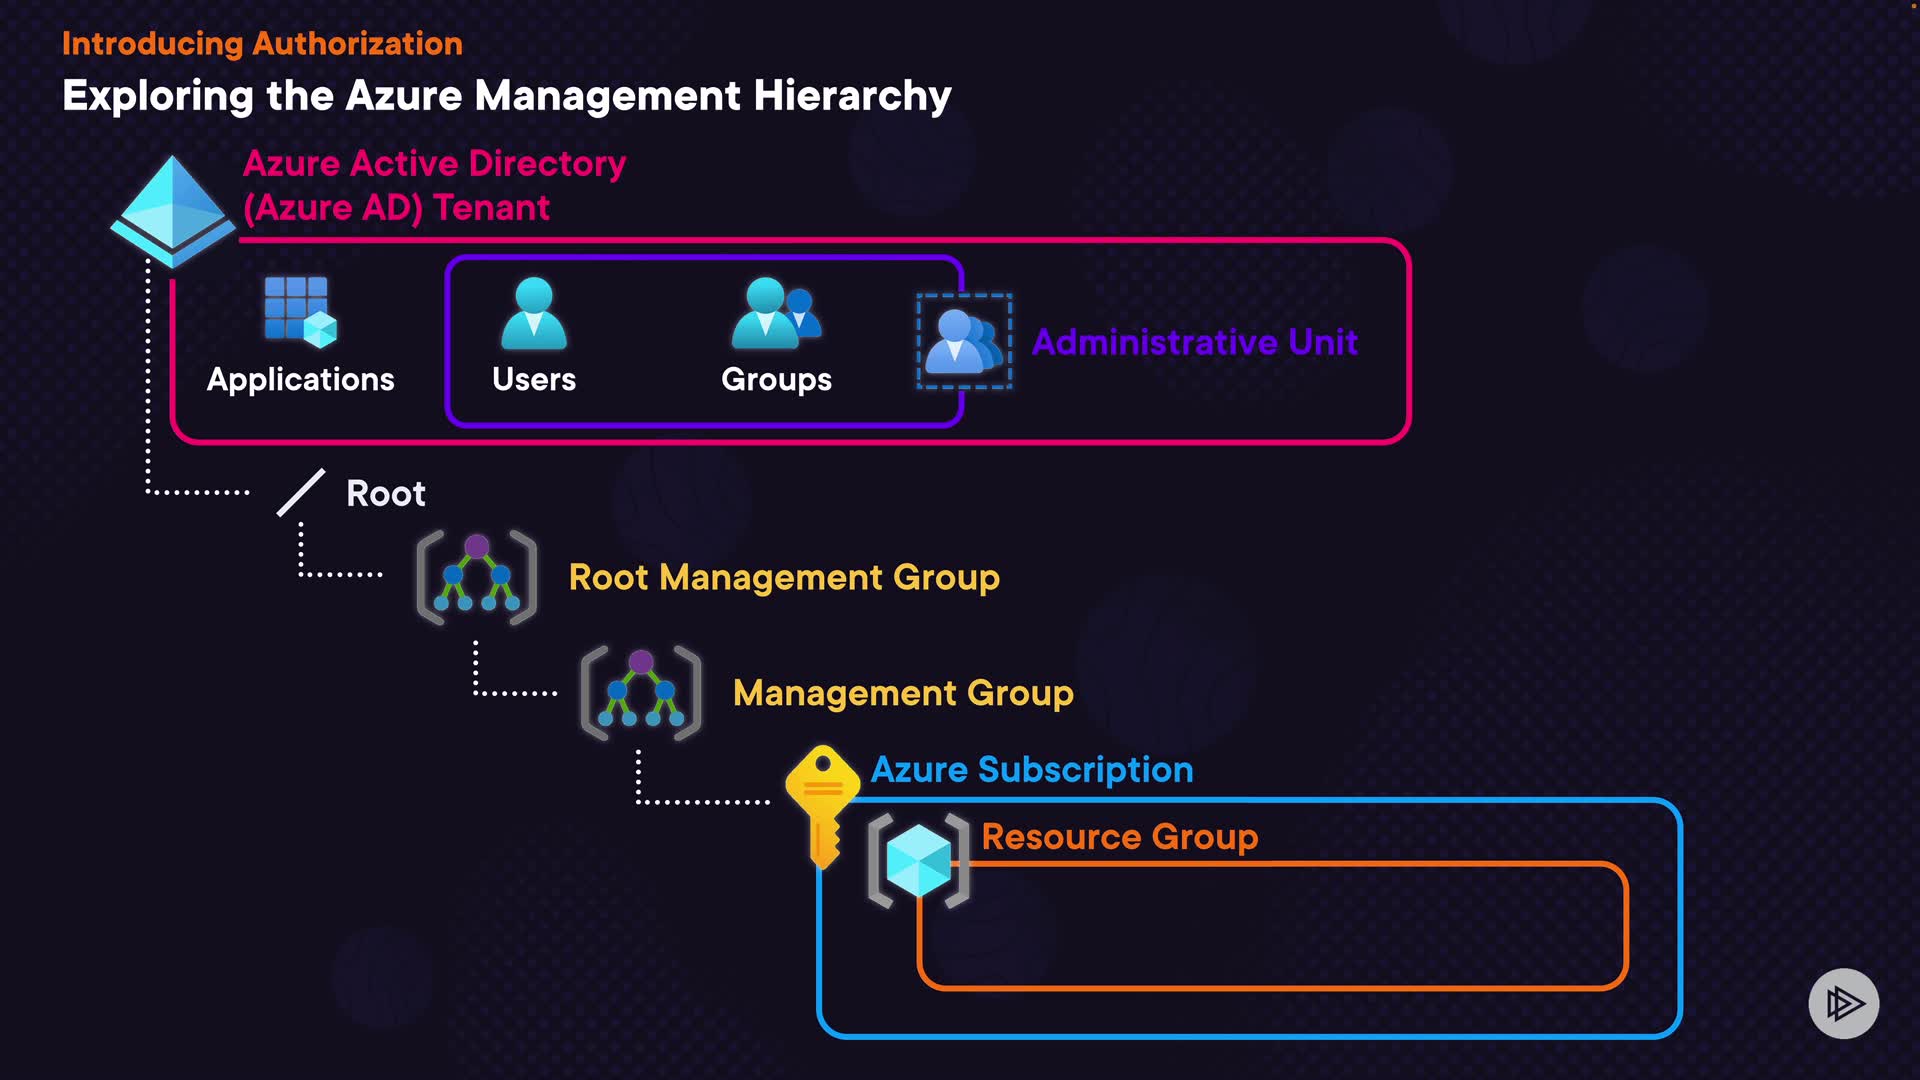 Introducing Authorization
Exploring the Azure Management Hierarchy
Azure Active Directory
(Azure AD) Tenant
Applications
Users
Groups
Administrative Unit
Root
Root Management Group
Management Group
Azure Subscription
Resource Group